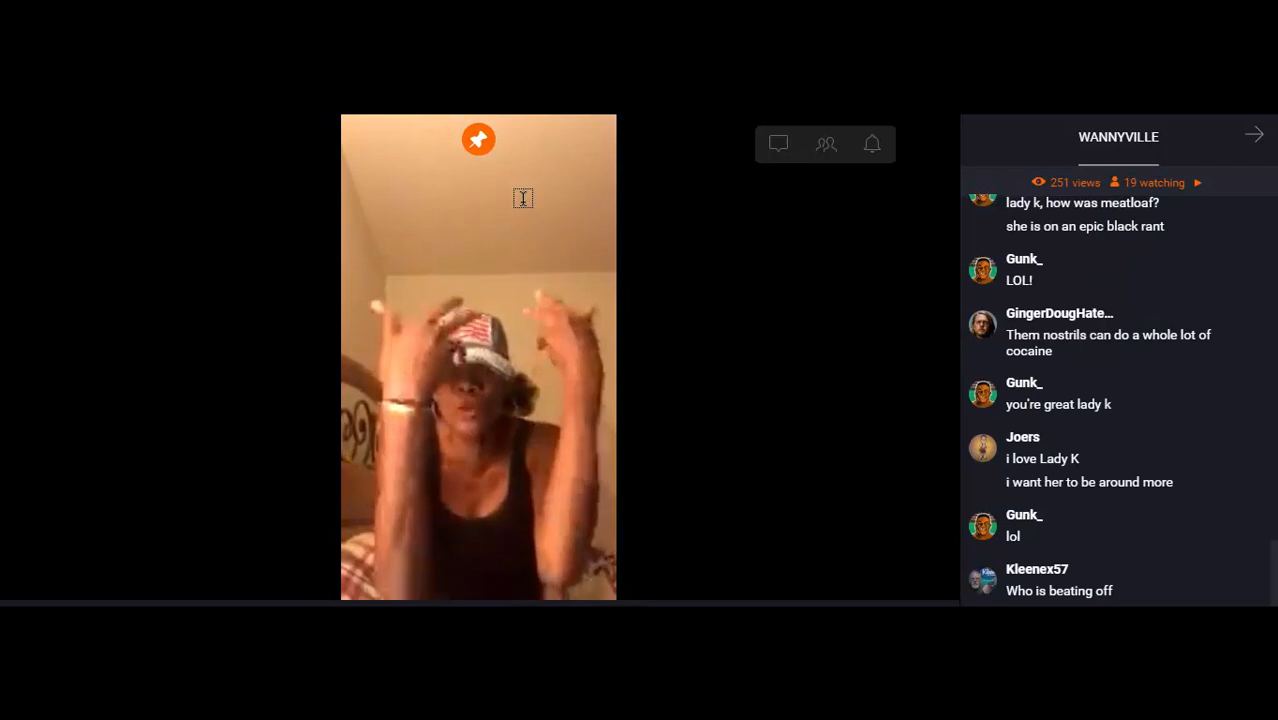 WANNYVILLE
251 views 19 watching
lady k, how was meatloaf?
she is on an epic black rant
Gunk_
LOL!
GingerDougHate...
Them nostrils can do a whole lot of
cocaine
Gunk_
you're great lady k
Joers
i love Lady K
i want her to be around more
Gunk_
lol
Kleenex57
Who is beating off